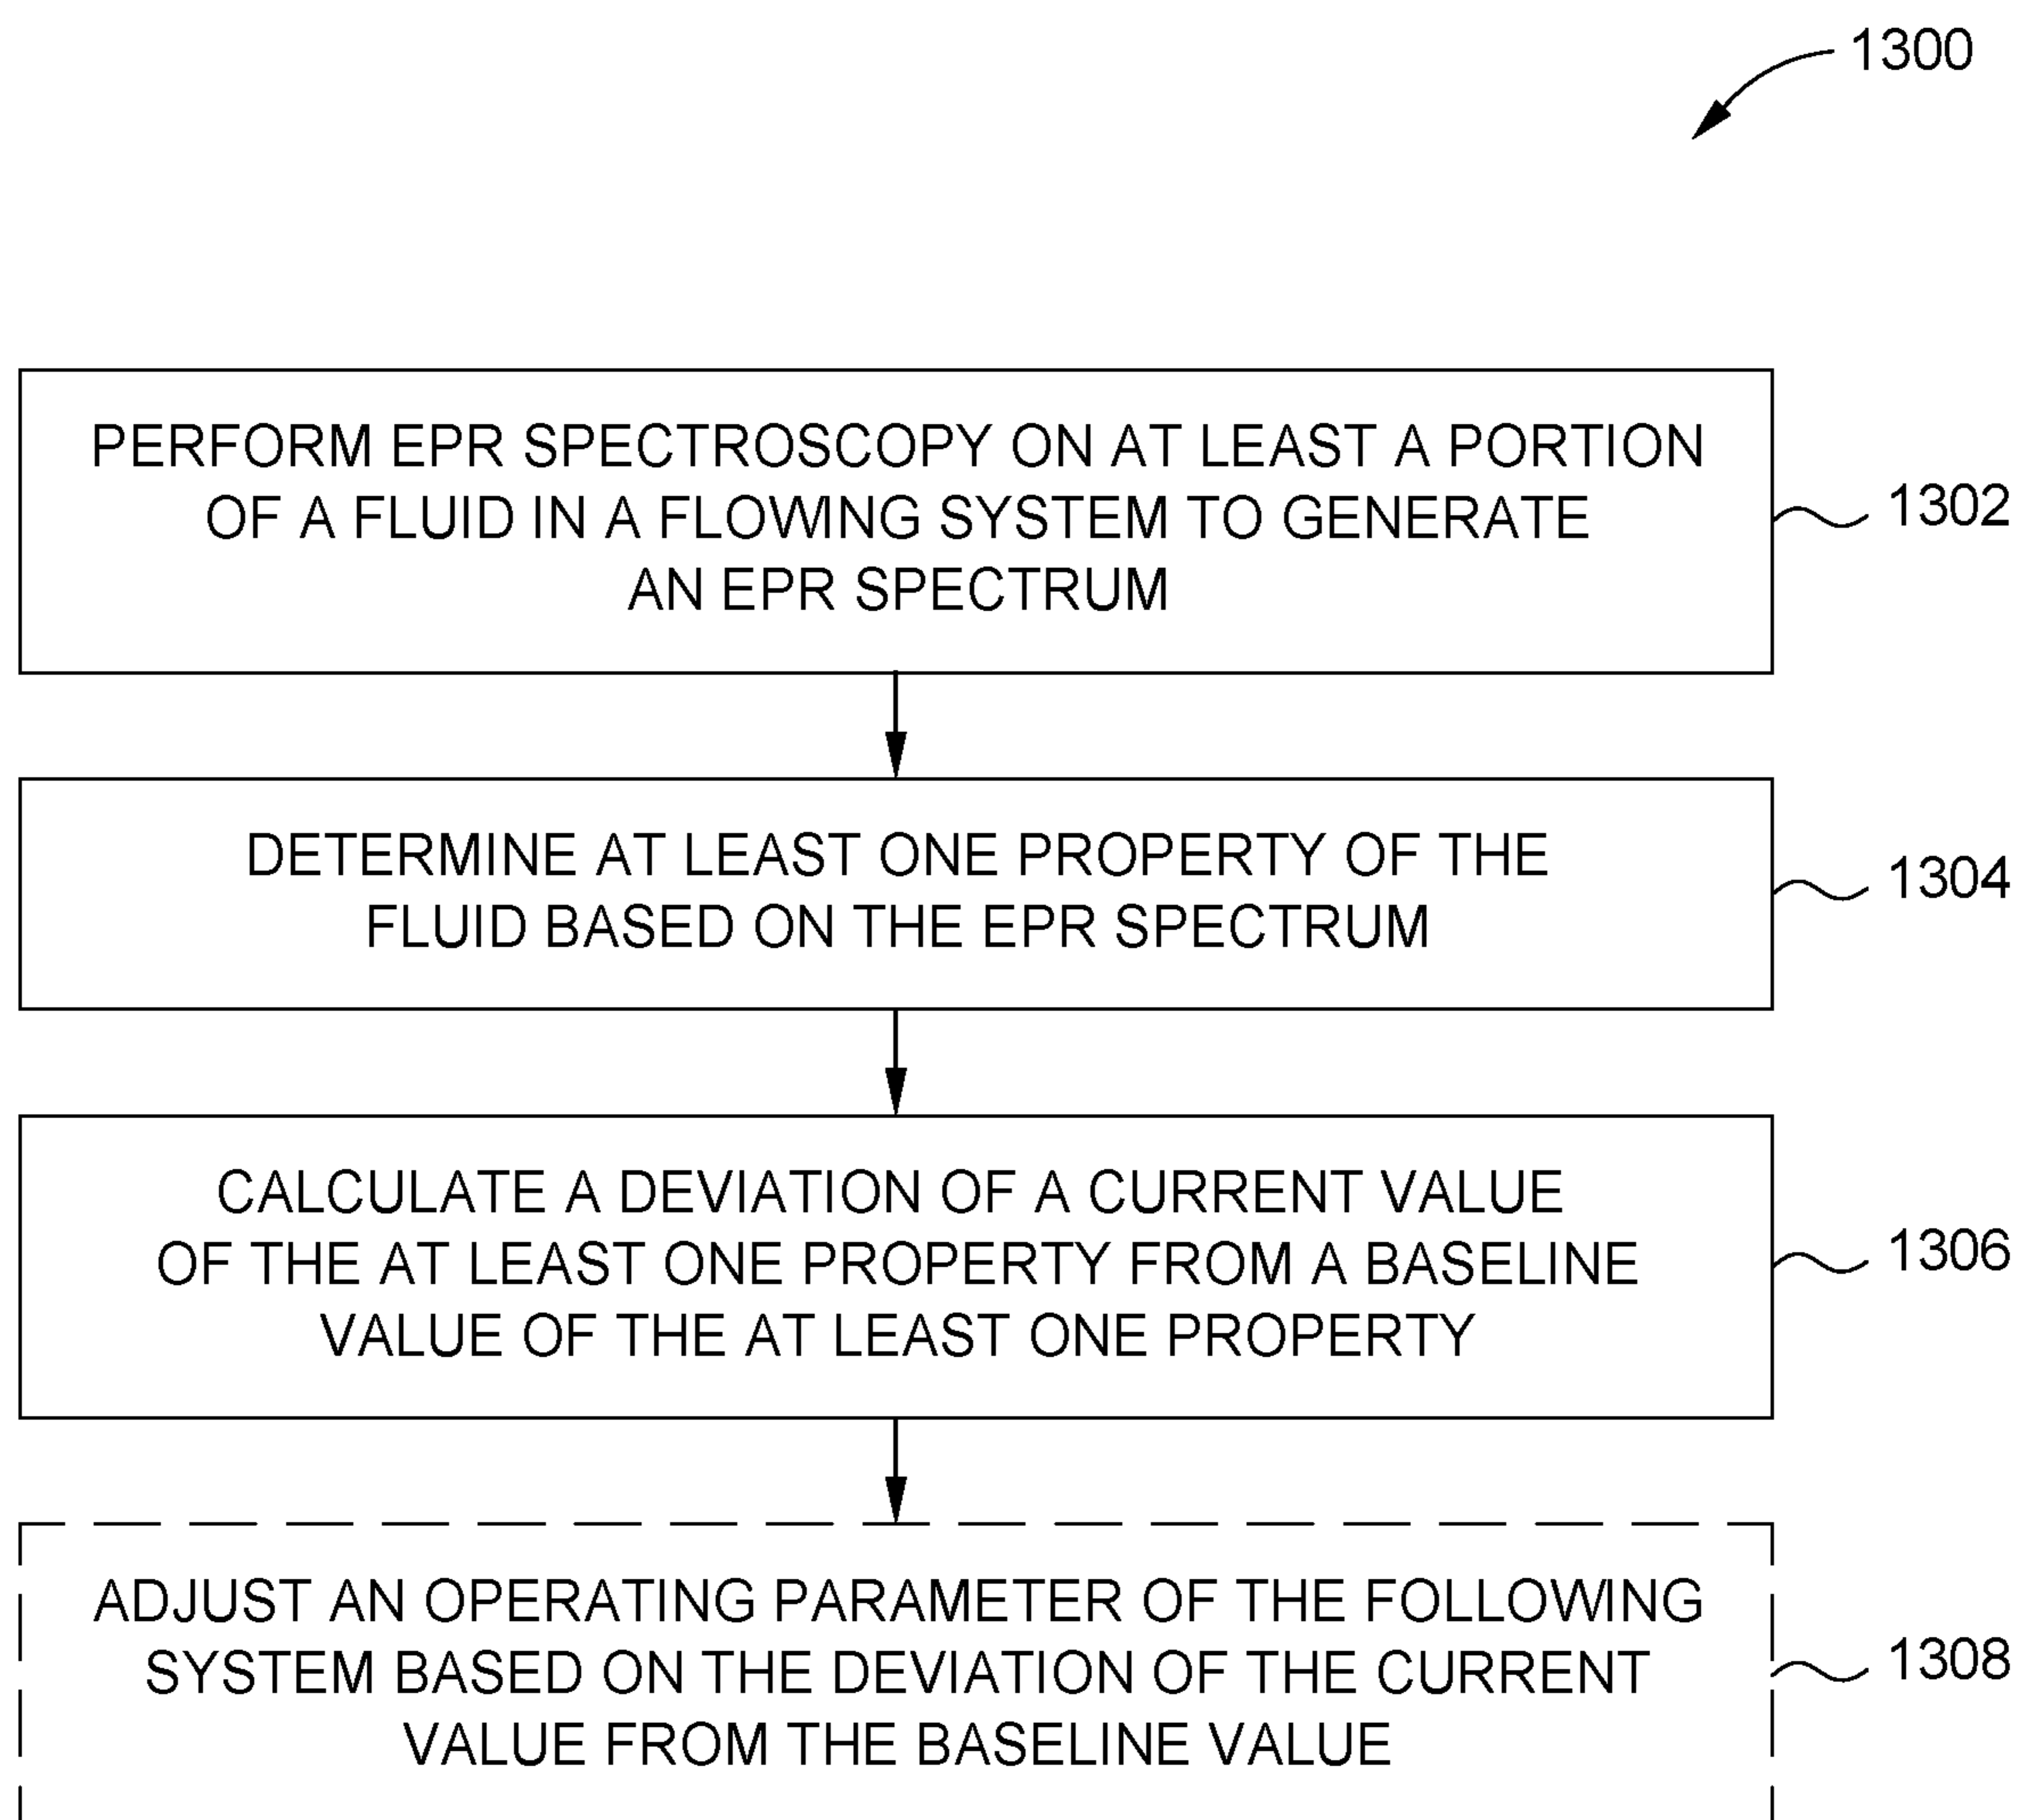 1300
PERFORM EPR SPECTROSCOPY ON AT LEAST A PORTION
OF A FLUID IN A FLOWING SYSTEM TO GENERATE
AN EPR SPECTRUM
1302
DETERMINE AT LEAST ONE PROPERTY OF THE
FLUID BASED ON THE EPR SPECTRUM
1304
CALCULATE A DEVIATION OF A CURRENT VALUE
OF THE AT LEAST ONE PROPERTY FROM A BASELINE
VALUE OF THE AT LEAST ONE PROPERTY
1306
ADJUST AN OPERATING PARAMETER OF THE FOLLOWING
SYSTEM BASED ON THE DEVIATION OF THE CURRENT
VALUE FROM THE BASELINE VALUE
1308